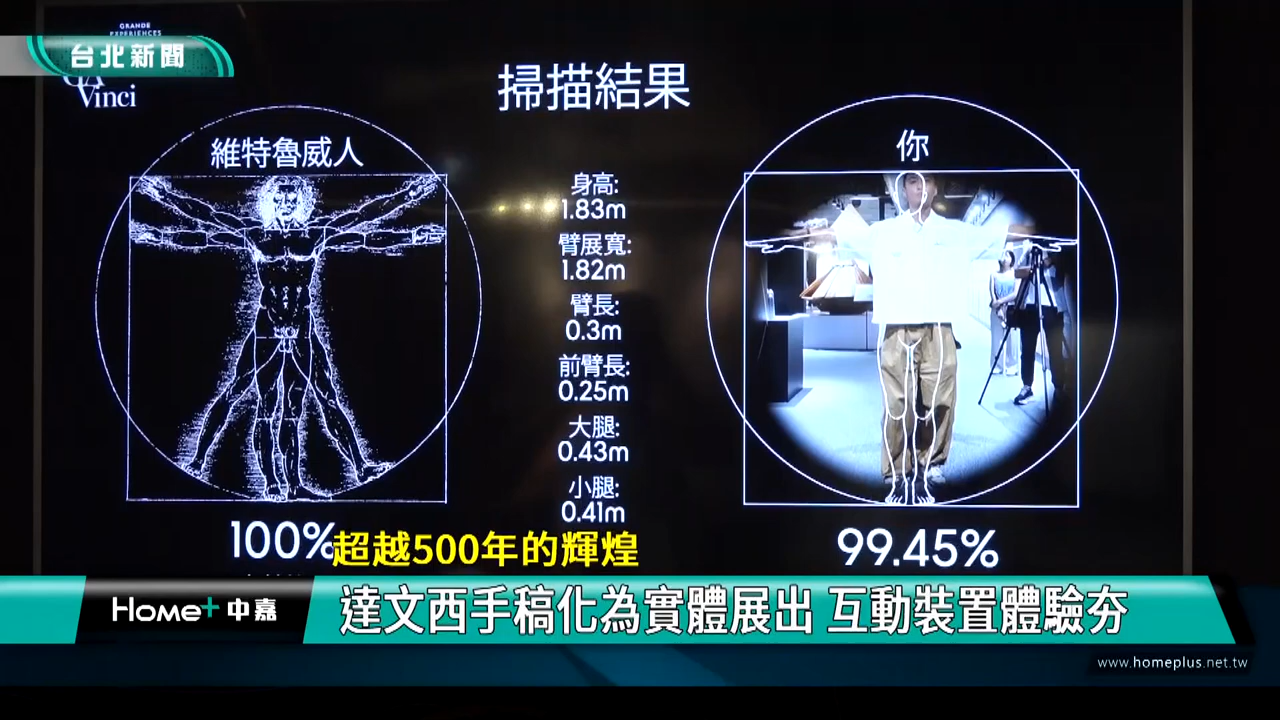 GRANDE
EXPERIENCES
台北新聞
da
Vinci
掃描結果
維特魯威人
你
身高:
1.83m
臂展寬:
1.82m
臂長:
0.3m
前臂長:
0.25m
大腿:
0.43m
小腿:
0.41m
100%
99.45%
超越500年的輝煌
Home+中嘉
達文西手稿化為實體展出 互動裝置體驗夯
www.homeplus.net.tw